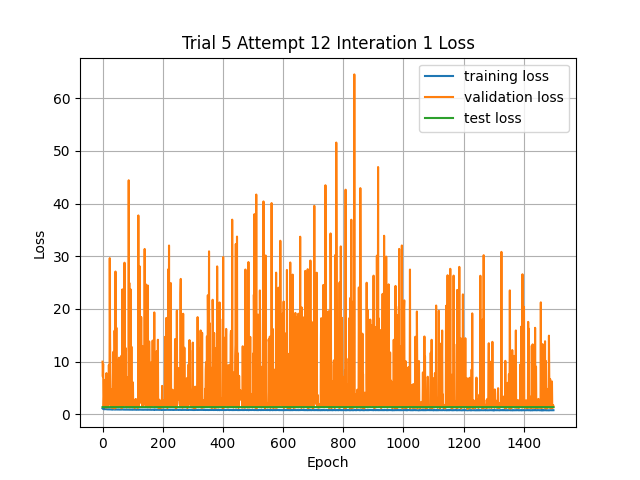 Trial 5 Attempt 12 Interation 1 Loss
training loss
validation loss
test loss
Loss
60
50
40
30
20
10
0
0 200 400 600 800 1000 1200 1400
Epoch